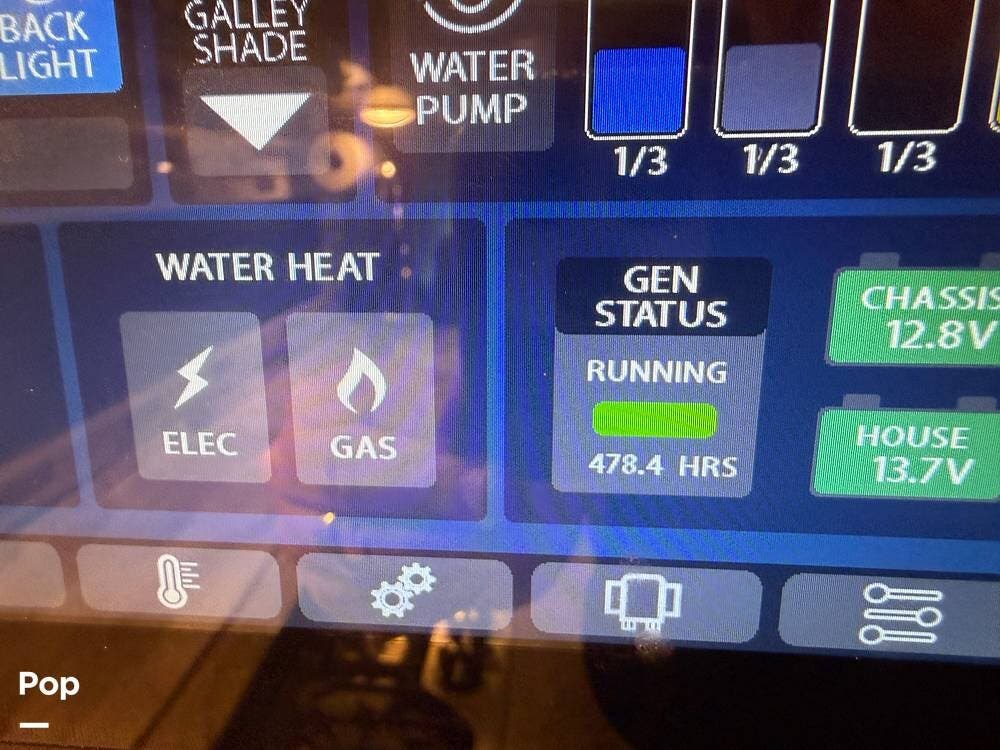 BACK
LIGHT
GALLEY
SHADE
WATER
PUMP
1/3
1/3
1/3
WATER HEAT
ELEC
GAS
GEN
STATUS
RUNNING
478.4 HRS
CHASSIS
12.8V
HOUSE
13.7V
Pop